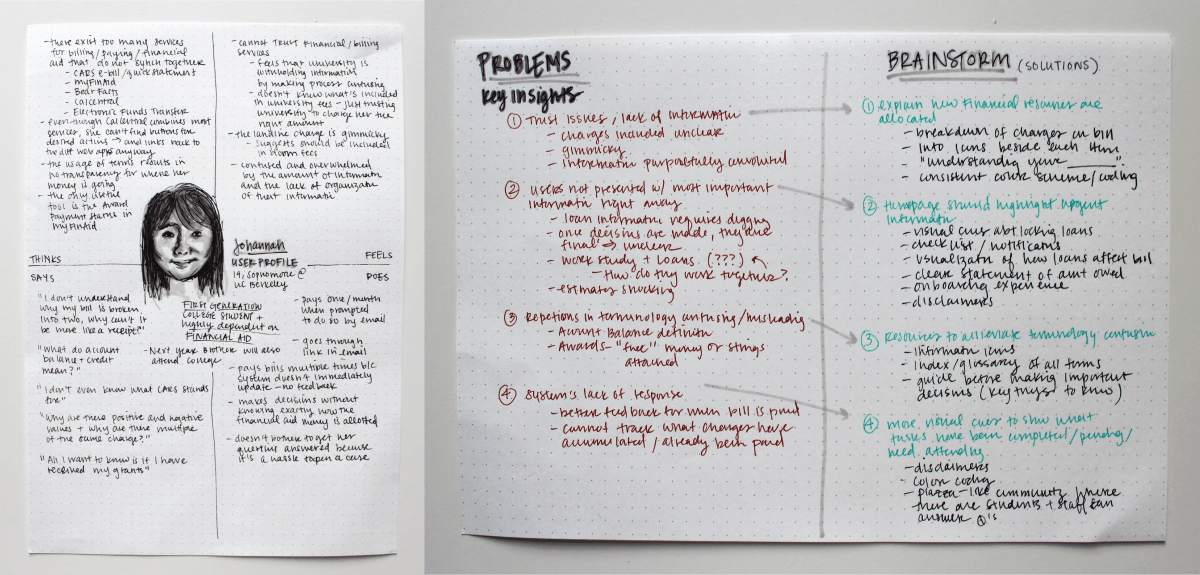 - there exist too many services
for billing/paying/financial
aid that do not synch together
- CARS e-bill/quickstatement
- myFinAid
- Bear Facts
- CalCentral
- Electronic Funds Transfer
- even though CalCentral combines most
services, she can't find buttons for
desired actions → and links back to
the diff web apps anyway.
- the usage of terms results in
no transparency for where her
money is going
- the only useful
tool is the Award
payment status in
myFinAid
THINKS
- cannot TRUST financial/billing
services
- feels that university is
withholding information
by making process confusing
- doesn't know what's included
in university fees - just trusting
university to charge her the
right amount
- the landline charge is gimmicky
- suggests should be included
in room fees
- confused and overwhelmed
by the amount of information
and the lack of organization
of their information
FEELS
Johannah
USER PROFILE
19, sophomore @
UC Berkeley
FIRST GENERATION
COLLEGE STUDENT +
highly dependent on
FINANCIAL AID
- Next year brother will also
attend college
SAYS
"I don't understand
why my bill is broken
into two, why can't it
be more like a receipt?"
"What do account
balance + credit
mean?"
"I don't even know what CARS stands
for"
"Why are there positive and negative
values + why are there multiple
of the same charge?"
"All I want to know is if I have
received my grants"
DOES
- pays once/month
when prompted
to do so by email
- goes through
link in email
- pays bills multiple times b/c
system doesn't immediately
update - no feedback
- makes decisions without
knowing exactly how the
financial aid money is allotted
- doesn't bother to get her
questions answered because
it's a hassle to open a case
PROBLEMS
Key Insights
① Trust issues/lack of information
- charges included unclear
- gimmicky
- information purposefully convoluted
② users not presented w/ most important
information right away
- loan information requires digging
- once decisions are made, they are
final → unclear
- work study + loans (???)
- How do they work together?
- estimates shocking
③ Repetitions in terminology confusing/misleading
- Account Balance definition
- Awards - "free" money or strings
attached
④ System's lack of response
- better feedback for when bill is paid
- cannot track what charges have
accumulated/already been paid
BRAINSTORM (SOLUTIONS)
① explain how financial resources are
allocated
- breakdown of charges in bill
- into icons beside each item
- "understanding your ______"
- consistent color scheme/coding
② Homepage should highlight urgent
information
- visual cues abt locking loans
- checklist/notifications
- visualization of how loans affect bill
- clear statement of amt owed
- onboarding experience
- disclaimers
③ Resources to alleviate terminology confusion
- information icons
- Index/glossary of all terms
- guide before making important
decisions (key things to know)
④ more visual cues to show what
tasks have been completed/pending/
need attending
- disclaimers
- color coding
- piazza-like community where
there are students + staff can
answer Q's